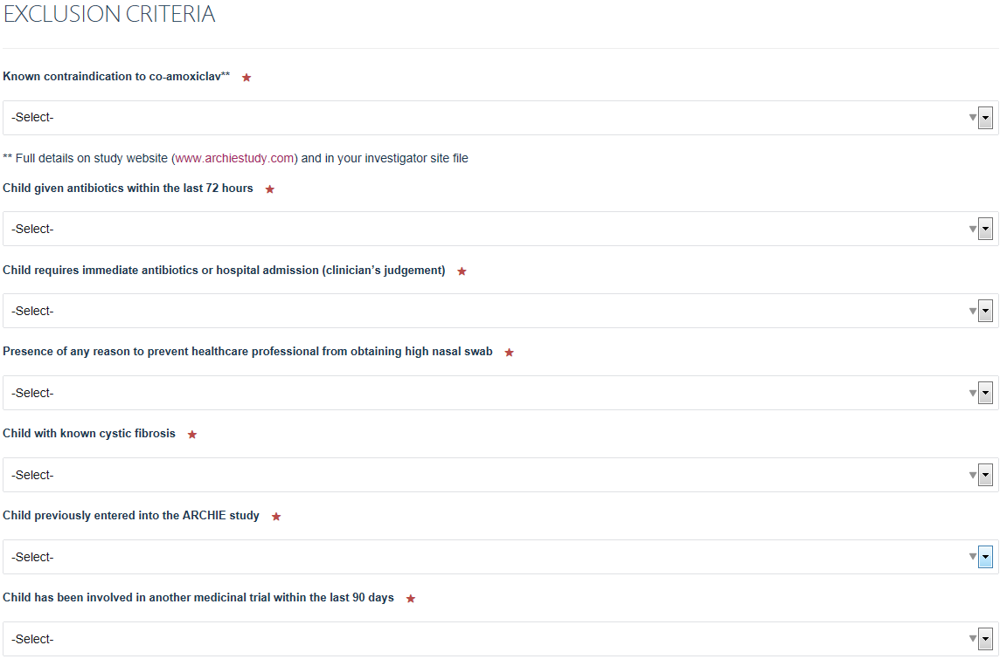 EXCLUSION CRITERIA
Known contraindication to co-amoxiclav**
-Select-
** Full details on study website (www.archiestudy.com) and in your investigator site file
Child given antibiotics within the last 72 hours
-Select-
Child requires immediate antibiotics or hospital admission (clinician’s judgement)
-Select-
Presence of any reason to prevent healthcare professional from obtaining high nasal swab
-Select-
Child with known cystic fibrosis
-Select-
Child previously entered into the ARCHIE study
-Select-
Child has been involved in another medicinal trial within the last 90 days
-Select-